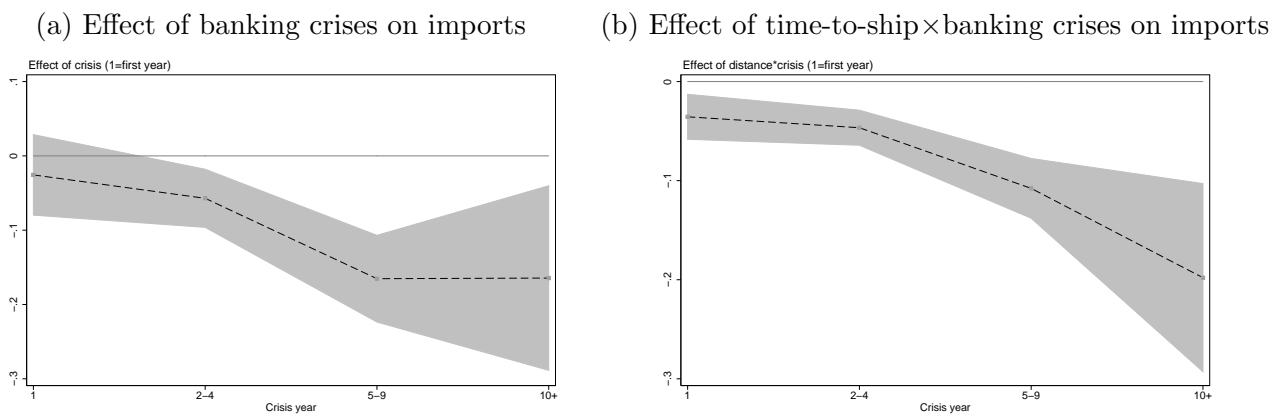 (a) Effect of banking crises on imports
Effect of crisis (1=first year)
.1
0
-.1
-.2
-.3
1 2–4 5–9 10+
Crisis year
(b) Effect of time-to-ship×banking crises on imports
Effect of distance*crisis (1=first year)
0
-.1
-.2
-.3
1 2–4 5–9 10+
Crisis year